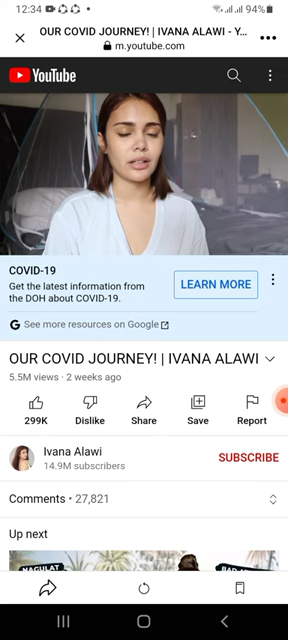 12:34 94%
OUR COVID JOURNEY! | IVANA ALAWI - Y...
m.youtube.com
YouTube
COVID-19
Get the latest information from
the DOH about COVID-19.
LEARN MORE
G See more resources on Google
OUR COVID JOURNEY! | IVANA ALAWI
5.5M views · 2 weeks ago
299K Dislike Share Save Report
Ivana Alawi
14.9M subscribers
SUBSCRIBE
Comments • 27,821
Up next
NAGULAT